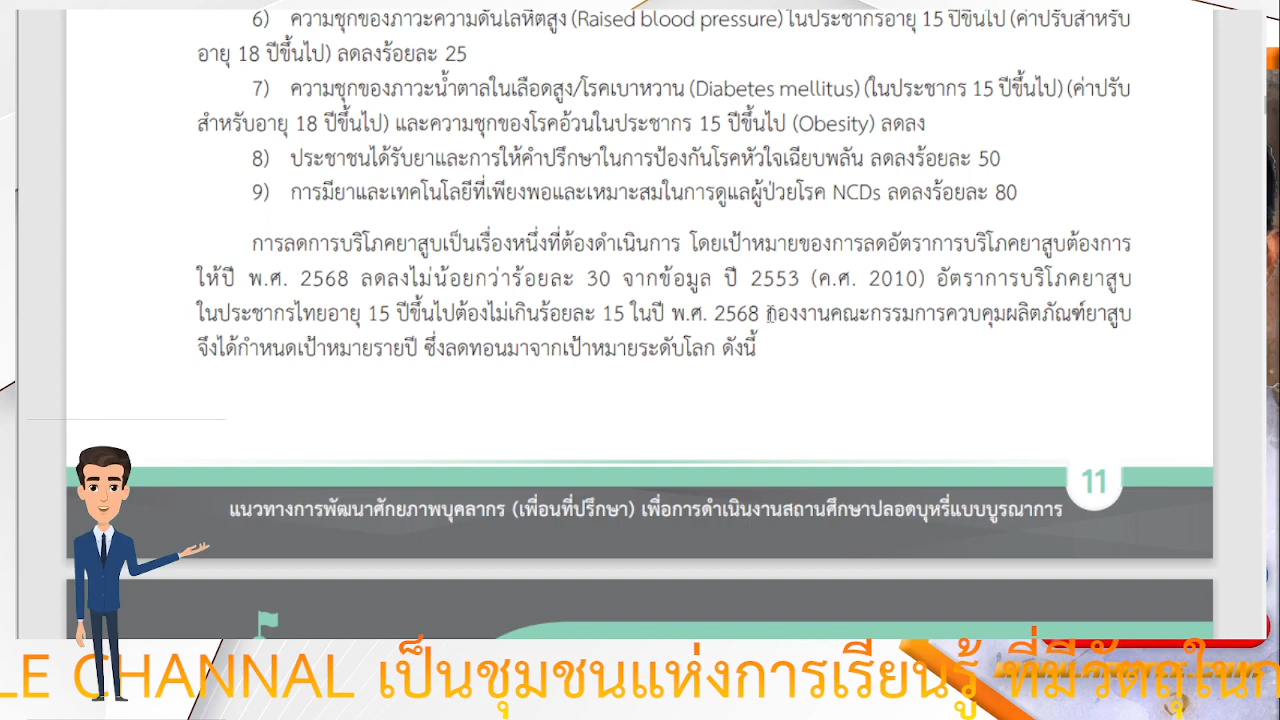 6) ความชุกของภาวะความดันโลหิตสูง (Raised blood pressure) ในประชากรอายุ 15 ปีขึ้นไป (ค่าปรับสำหรับ
อายุ 18 ปีขึ้นไป) ลดลงร้อยละ 25
7) ความชุกของภาวะน้ำตาลในเลือดสูง/โรคเบาหวาน (Diabetes mellitus) (ในประชากร 15 ปีขึ้นไป) (ค่าปรับ
สำหรับอายุ 18 ปีขึ้นไป) และความชุกของโรคอ้วนในประชากร 15 ปีขึ้นไป (Obesity) ลดลง
8) ประชาชนได้รับยาและการให้คำปรึกษาในการป้องกันโรคหัวใจเฉียบพลัน ลดลงร้อยละ 50
9) การมียาและเทคโนโลยีที่เพียงพอและเหมาะสมในการดูแลผู้ป่วยโรค NCDs ลดลงร้อยละ 80
การลดการบริโภคยาสูบเป็นเรื่องหนึ่งที่ต้องดำเนินการ โดยเป้าหมายของการลดอัตราการบริโภคยาสูบต้องการ
ให้ปี พ.ศ. 2568 ลดลงไม่น้อยกว่าร้อยละ 30 จากข้อมูล ปี 2553 (ค.ศ. 2010) อัตราการบริโภคยาสูบ
ในประชากรไทยอายุ 15 ปีขึ้นไปต้องไม่เกินร้อยละ 15 ในปี พ.ศ. 2568 กองงานคณะกรรมการควบคุมผลิตภัณฑ์ยาสูบ
จึงได้กำหนดเป้าหมายรายปี ซึ่งลดทอนมาจากเป้าหมายระดับโลก ดังนี้
11
แนวทางการพัฒนาศักยภาพบุคลากร (เพื่อนที่ปรึกษา) เพื่อการดำเนินงานสถานศึกษาปลอดบุหรี่แบบบูรณาการ
LE CHANNAL เป็นชุมชนแห่งการเรียนรู้ ที่มีวัตถุในก